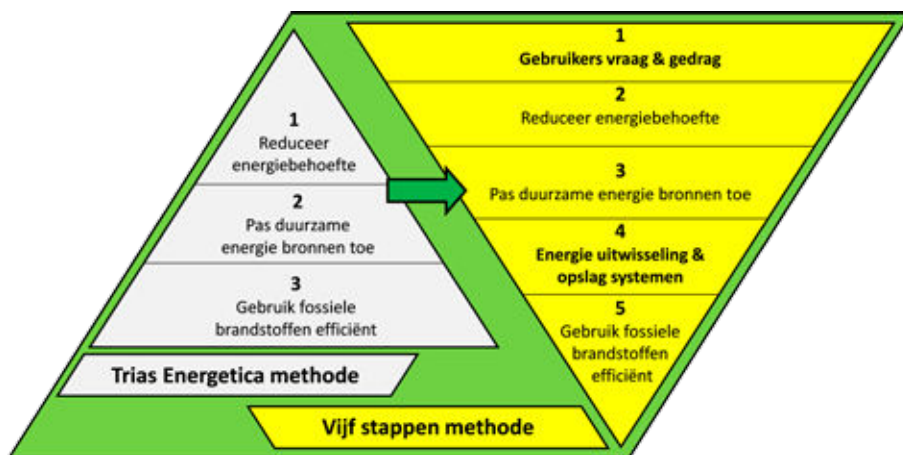 1
Reduceer
energiebehoefte
2
Pas duurzame
energie bronnen toe
3
Gebruik fossiele
brandstoffen efficiënt
Trias Energetica methode
1
Gebruikers vraag & gedrag
2
Reduceer energiebehoefte
3
Pas duurzame energie bronnen toe
4
Energie uitwisseling &
opslag systemen
5
Gebruik fossiele
brandstoffen
efficiënt
Vijf stappen methode